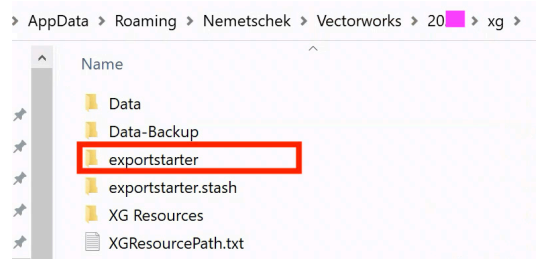 > AppData > Roaming > Nemetschek > Vectorworks > 20 > xg >
Name
Data
Data-Backup
exportstarter
exportstarter.stash
XG Resources
XGResourcePath.txt